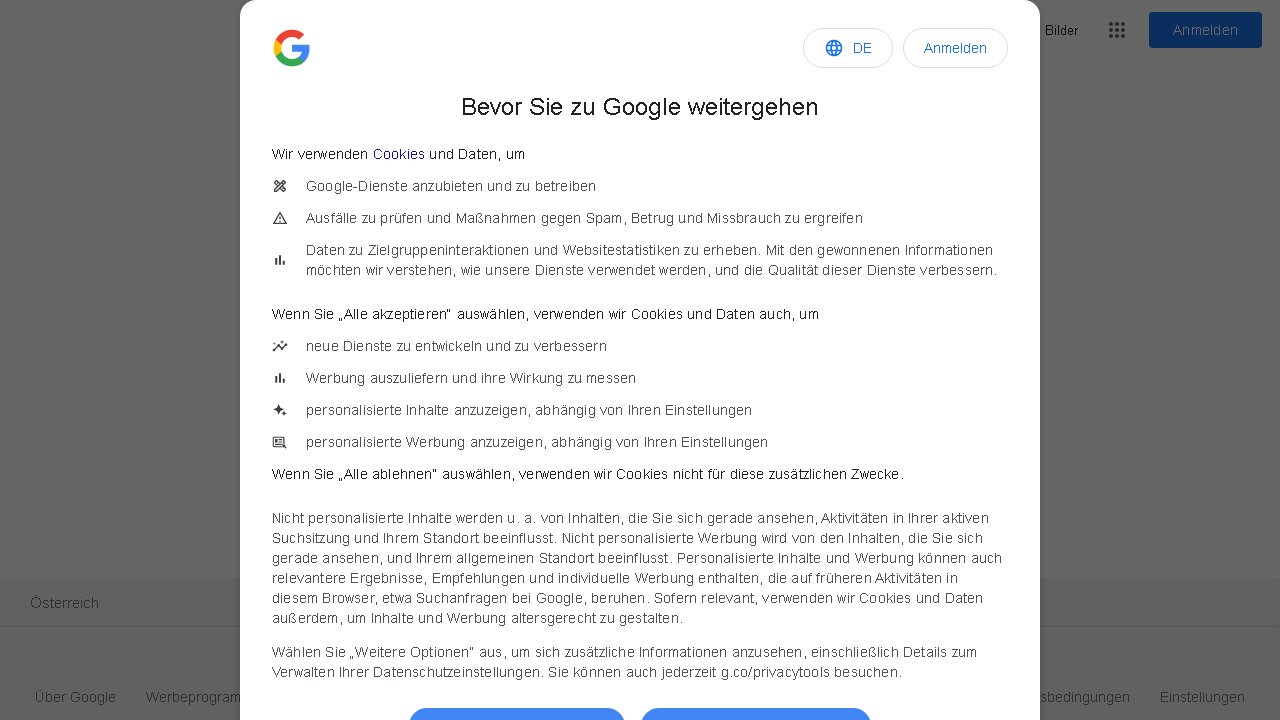 Bilder
Anmelden
DE
Anmelden
Bevor Sie zu Google weitergehen
Wir verwenden Cookies und Daten, um
Google-Dienste anzubieten und zu betreiben
Ausfälle zu prüfen und Maßnahmen gegen Spam, Betrug und Missbrauch zu ergreifen
Daten zu Zielgruppeninteraktionen und Websitestatistiken zu erheben. Mit den gewonnenen Informationen
möchten wir verstehen, wie unsere Dienste verwendet werden, und die Qualität dieser Dienste verbessern.
Wenn Sie „Alle akzeptieren“ auswählen, verwenden wir Cookies und Daten auch, um
neue Dienste zu entwickeln und zu verbessern
Werbung auszuliefern und ihre Wirkung zu messen
personalisierte Inhalte anzuzeigen, abhängig von Ihren Einstellungen
personalisierte Werbung anzuzeigen, abhängig von Ihren Einstellungen
Wenn Sie „Alle ablehnen“ auswählen, verwenden wir Cookies nicht für diese zusätzlichen Zwecke.
Nicht personalisierte Inhalte werden u. a. von Inhalten, die Sie sich gerade ansehen, Aktivitäten in Ihrer aktiven
Suchsitzung und Ihrem Standort beeinflusst. Nicht personalisierte Werbung wird von den Inhalten, die Sie sich
gerade ansehen, und Ihrem allgemeinen Standort beeinflusst. Personalisierte Inhalte und Werbung können auch
relevantere Ergebnisse, Empfehlungen und individuelle Werbung enthalten, die auf früheren Aktivitäten in
diesem Browser, etwa Suchanfragen bei Google, beruhen. Sofern relevant, verwenden wir Cookies und Daten
außerdem, um Inhalte und Werbung altersgerecht zu gestalten.
Wählen Sie „Weitere Optionen“ aus, um sich zusätzliche Informationen anzusehen, einschließlich Details zum
Verwalten Ihrer Datenschutzeinstellungen. Sie können auch jederzeit g.co/privacytools besuchen.
Österreich
Über Google Werbeprogram sbedingungen Einstellungen